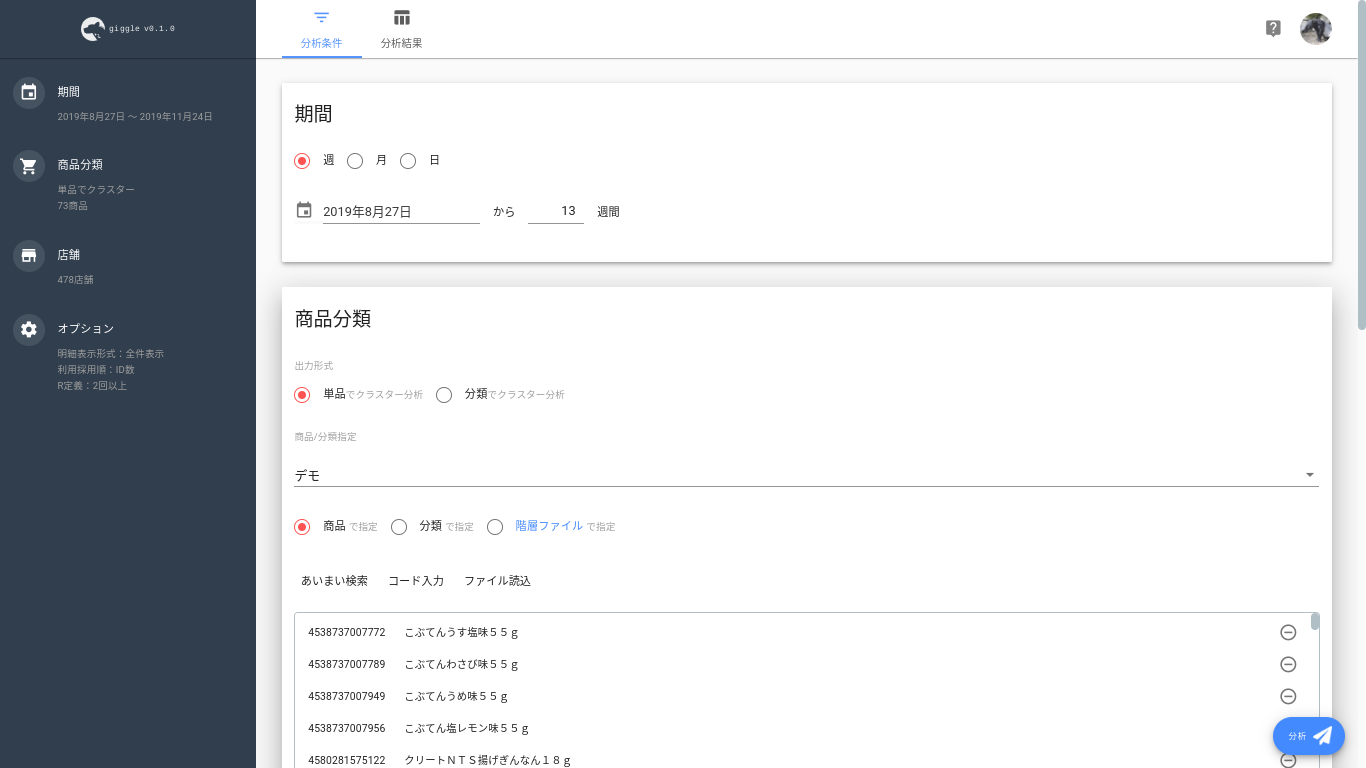 giggle v0.1.0
分析条件
分析結果
期間
2019年8月27日 〜 2019年11月24日
商品分類
単品でクラスター
73商品
店舗
478店舗
オプション
明細表示形式：全件表示
利用採用順：ID数
R定義：2回以上
期間
週 月 日
2019年8月27日 から 13 週間
商品分類
出力形式
単品でクラスター分析 分類でクラスター分析
商品/分類指定
デモ
商品 で指定 分類 で指定 階層ファイル で指定
あいまい検索 コード入力 ファイル読込
4538737007772 こぶてんうす塩味５５ｇ
4538737007789 こぶてんわさび味５５ｇ
4538737007949 こぶてんうめ味５５ｇ
4538737007956 こぶてん塩レモン味５５ｇ
4580281575122 クリートＮＴＳ揚げぎんなん１８ｇ
分析